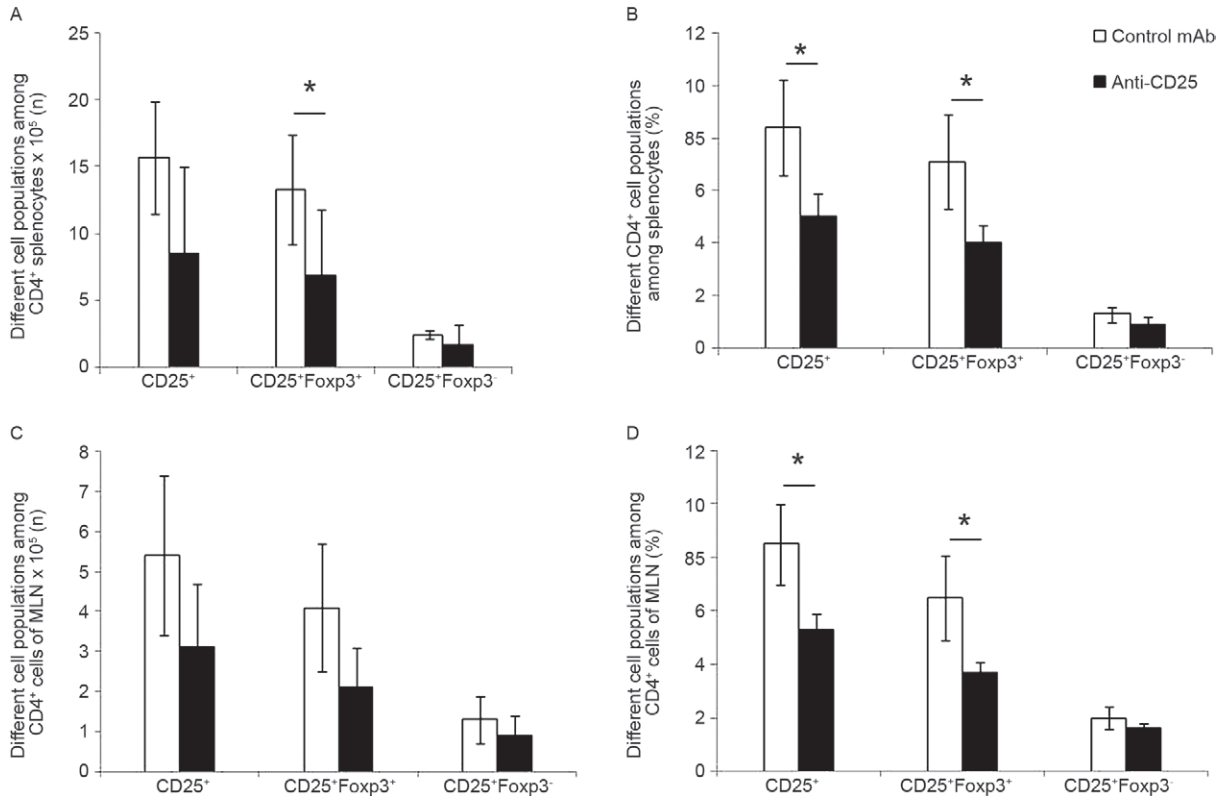 A
Different cell populations among
CD4⁺ splenocytes x 10⁵ (n)
25
20
15
10
5
0
*
CD25⁺
CD25⁺Foxp3⁺
CD25⁺Foxp3⁻
B
Different CD4⁺ cell populations
among splenocytes (%)
12
10
85
6
4
2
0
*
*
CD25⁺
CD25⁺Foxp3⁺
CD25⁺Foxp3⁻
Control mAb
Anti-CD25
C
Different cell populations among
CD4⁺ cells of MLN x 10⁵ (n)
8
7
6
5
4
3
2
1
0
CD25⁺
CD25⁺Foxp3⁺
CD25⁺Foxp3⁻
D
Different cell populations among
CD4⁺ cells of MLN (%)
12
10
85
6
4
2
0
*
*
CD25⁺
CD25⁺Foxp3⁺
CD25⁺Foxp3⁻